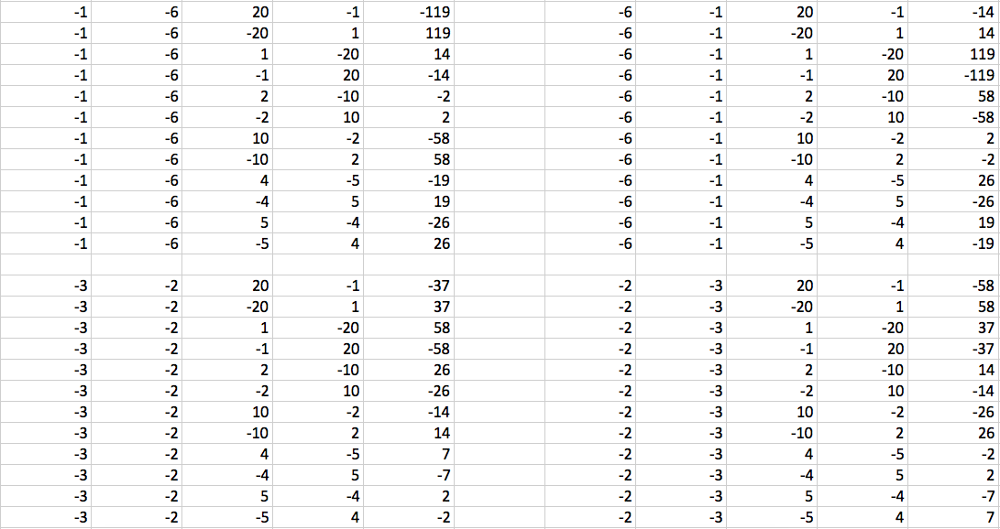 -1 -6 20 -1 -119 -6 -1 20 -1 -14
-1 -6 -20 1 119 -6 -1 -20 1 14
-1 -6 1 -20 14 -6 -1 1 -20 119
-1 -6 -1 20 -14 -6 -1 -1 20 -119
-1 -6 2 -10 -2 -6 -1 2 -10 58
-1 -6 -2 10 2 -6 -1 -2 10 -58
-1 -6 10 -2 -58 -6 -1 10 -2 2
-1 -6 -10 2 58 -6 -1 -10 2 -2
-1 -6 4 -5 -19 -6 -1 4 -5 26
-1 -6 -4 5 19 -6 -1 -4 5 -26
-1 -6 5 -4 -26 -6 -1 5 -4 19
-1 -6 -5 4 26 -6 -1 -5 4 -19
-3 -2 20 -1 -37 -2 -3 20 -1 -58
-3 -2 -20 1 37 -2 -3 -20 1 58
-3 -2 1 -20 58 -2 -3 1 -20 37
-3 -2 -1 20 -58 -2 -3 -1 20 -37
-3 -2 2 -10 26 -2 -3 2 -10 14
-3 -2 -2 10 -26 -2 -3 -2 10 -14
-3 -2 10 -2 -14 -2 -3 10 -2 -26
-3 -2 -10 2 14 -2 -3 -10 2 26
-3 -2 4 -5 7 -2 -3 4 -5 -2
-3 -2 -4 5 -7 -2 -3 -4 5 2
-3 -2 5 -4 2 -2 -3 5 -4 -7
-3 -2 -5 4 -2 -2 -3 -5 4 7